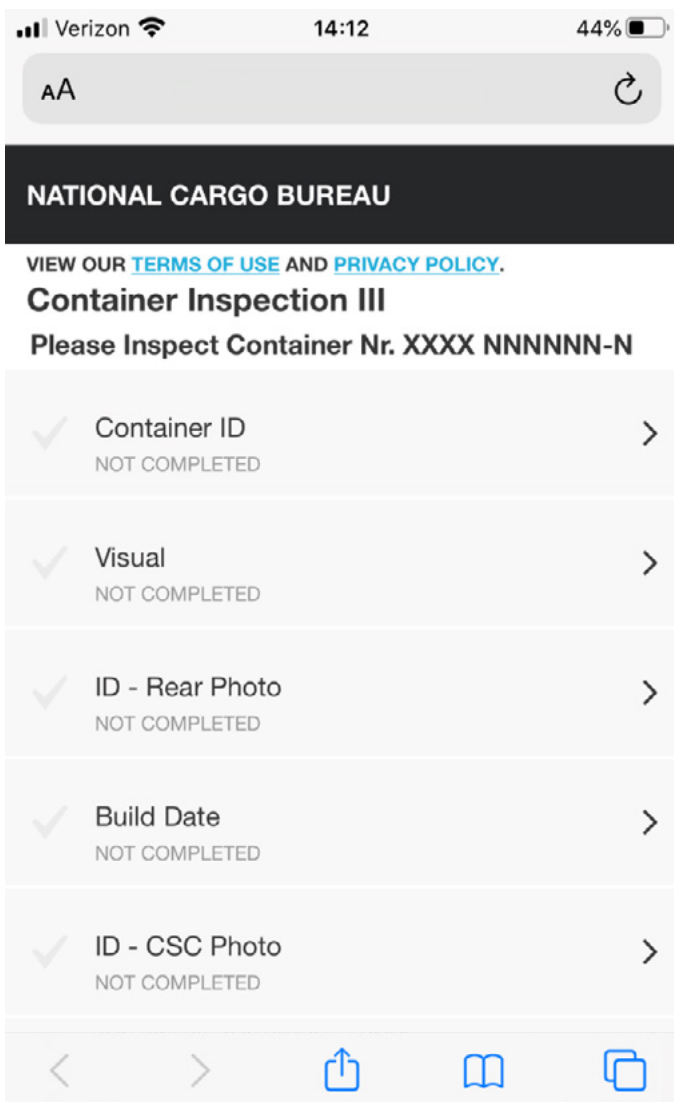 Verizon 14:12 44%
AA
NATIONAL CARGO BUREAU
VIEW OUR TERMS OF USE AND PRIVACY POLICY.
Container Inspection III
Please Inspect Container Nr. XXXX NNNNNN-N
Container ID
NOT COMPLETED
Visual
NOT COMPLETED
ID - Rear Photo
NOT COMPLETED
Build Date
NOT COMPLETED
ID - CSC Photo
NOT COMPLETED